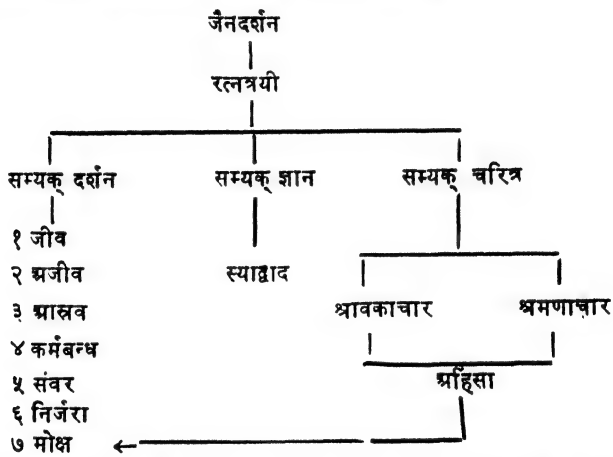 जैनदर्शन
रत्नत्रयी
सम्यक् दर्शन सम्यक् ज्ञान सम्यक् चरित्र
१ जीव
२ अजीव स्याद्वाद
३ आस्रव श्रावकाचार श्रमणाचार
४ कर्मबन्ध
५ संवर अहिंसा
६ निर्जरा
७ मोक्ष ←